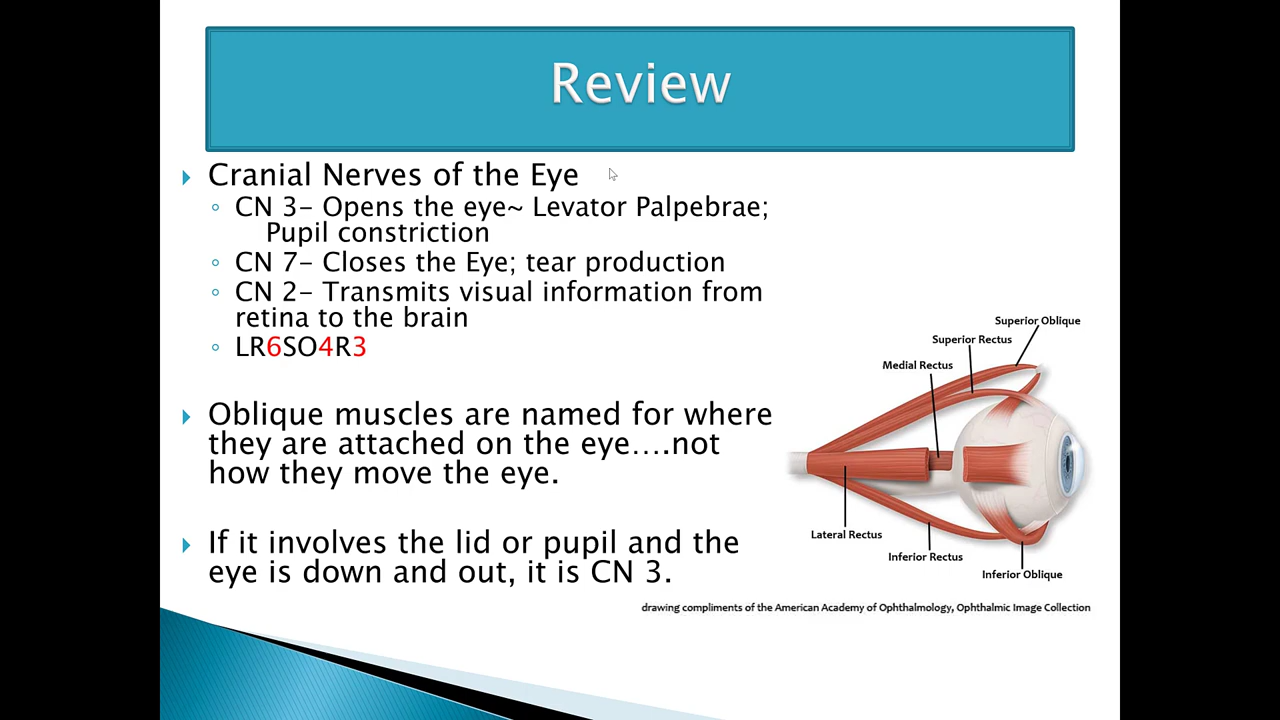 Review
Cranial Nerves of the Eye
CN 3- Opens the eye~ Levator Palpebrae;
Pupil constriction
CN 7- Closes the Eye; tear production
CN 2- Transmits visual information from
retina to the brain
LR6SO4R3
Oblique muscles are named for where
they are attached on the eye….not
how they move the eye.
If it involves the lid or pupil and the
eye is down and out, it is CN 3.
Superior Oblique
Superior Rectus
Medial Rectus
Lateral Rectus
Inferior Rectus
Inferior Oblique
drawing compliments of the American Academy of Ophthalmology, Ophthalmic Image Collection